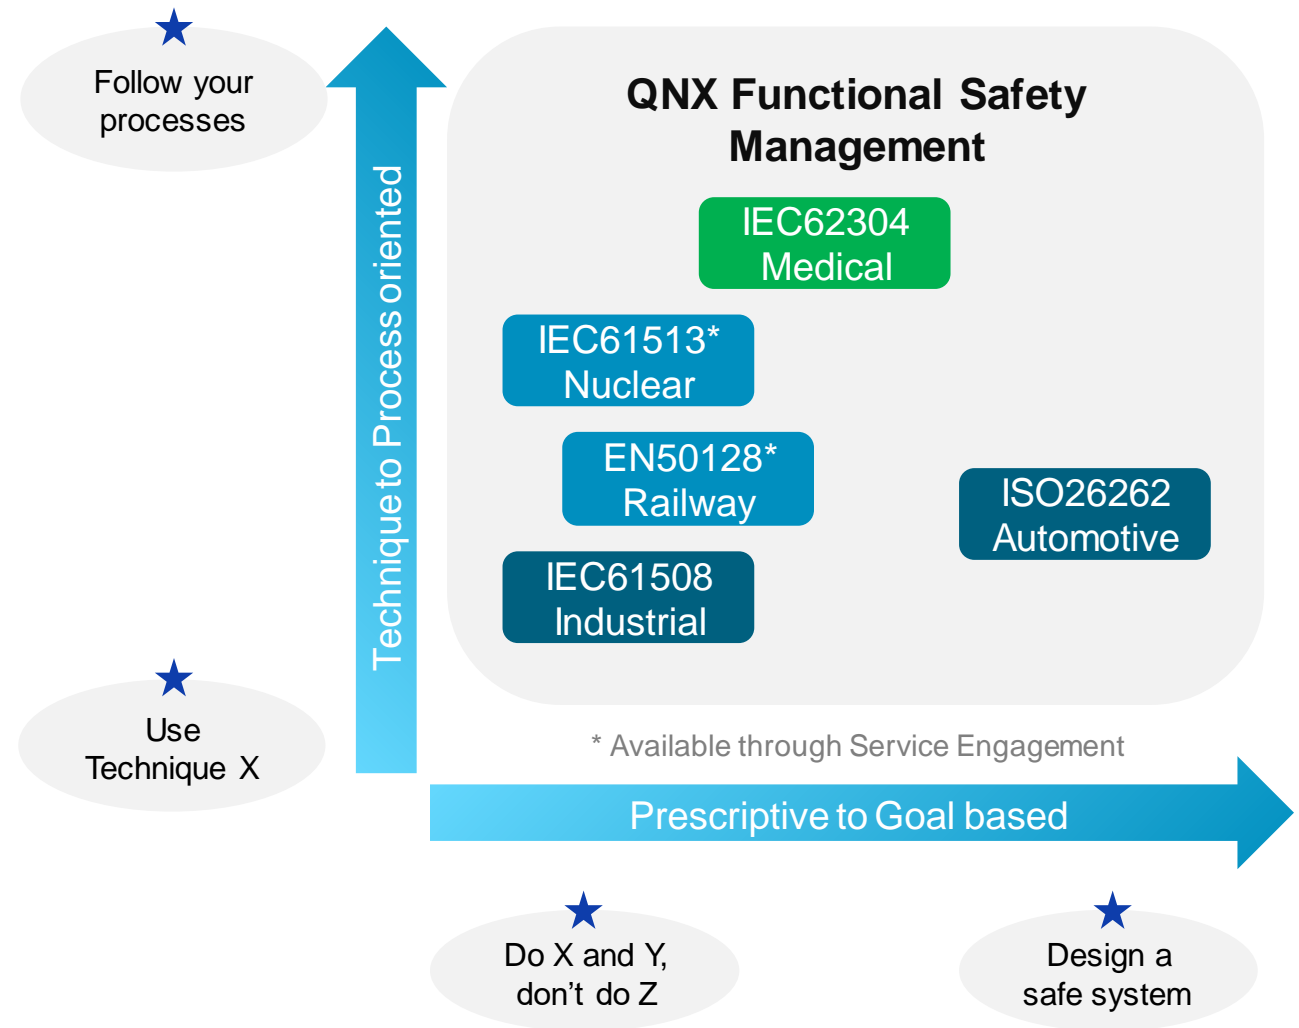 Follow your
processes
QNX Functional Safety
Management
Technique to Process oriented
IEC62304
Medical
IEC61513*
Nuclear
EN50128*
Railway
ISO26262
Automotive
IEC61508
Industrial
Use
Technique X
* Available through Service Engagement
Prescriptive to Goal based
Do X and Y,
don’t do Z
Design a
safe system